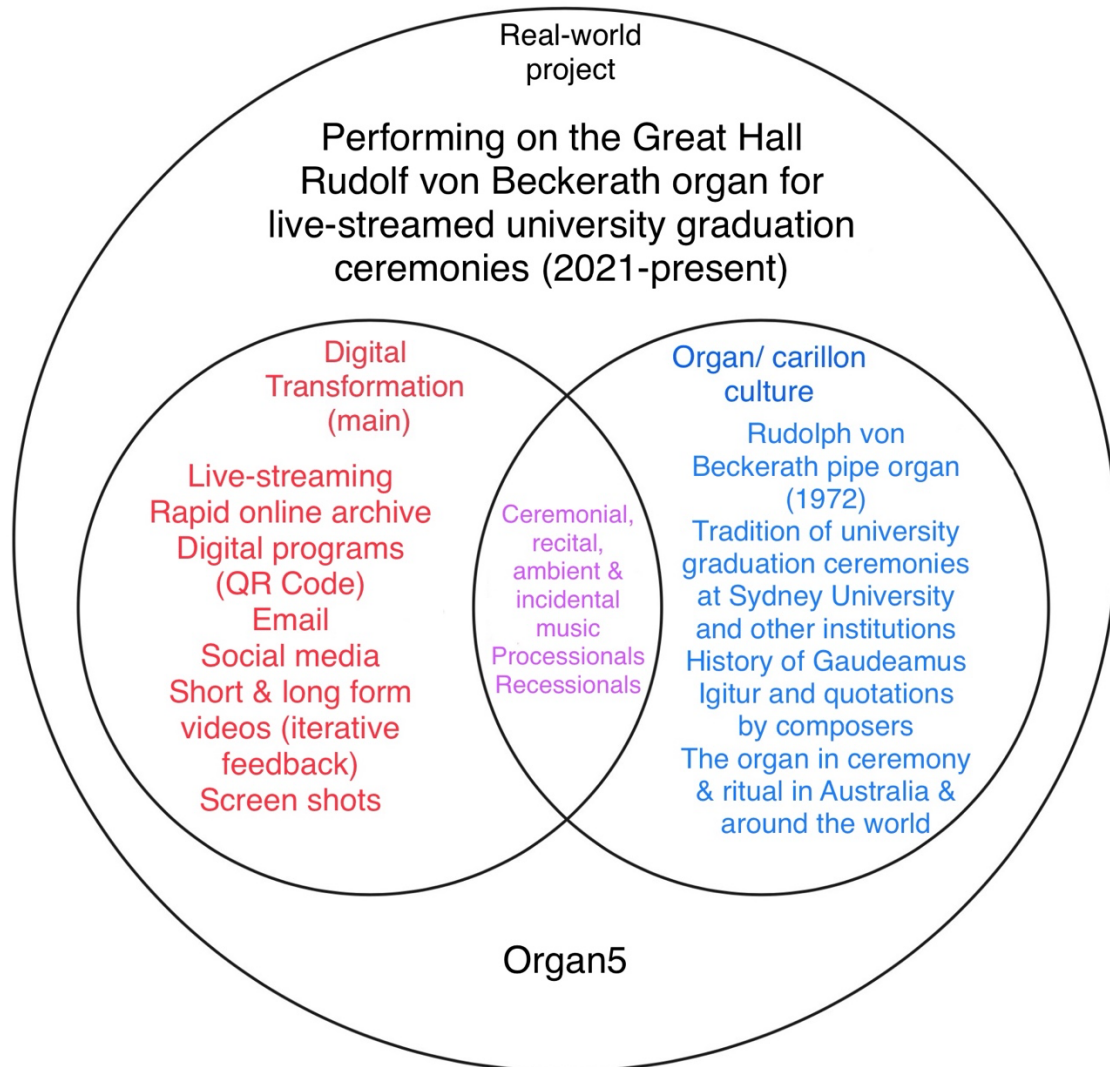 Real-world
project
Performing on the Great Hall
Rudolf von Beckerath organ for
live-streamed university graduation
ceremonies (2021-present)
Digital
Transformation
(main)
Live-streaming
Rapid online archive
Digital programs
(QR Code)
Email
Social media
Short & long form
videos (iterative
feedback)
Screen shots
Ceremonial,
recital,
ambient &
incidental
music
Processionals
Recessionals
Organ/ carillon
culture
Rudolph von
Beckerath pipe organ
(1972)
Tradition of university
graduation ceremonies
at Sydney University
and other institutions
History of Gaudeamus
Igitur and quotations
by composers
The organ in ceremony
& ritual in Australia &
around the world
Organ5